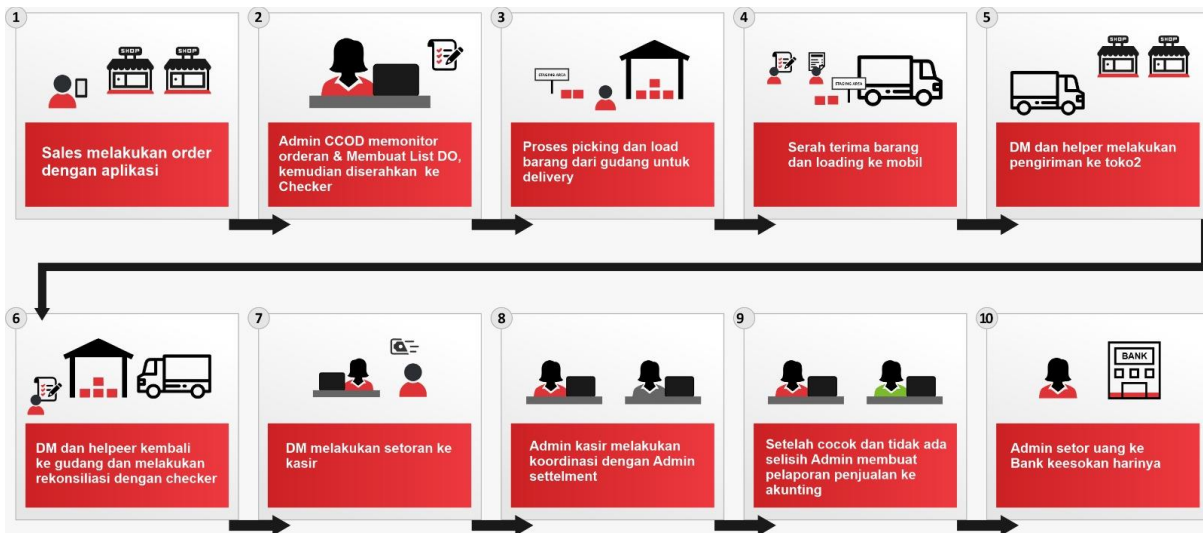 1
SHOP
SHOP
Sales melakukan order
dengan aplikasi
2
Admin CCOD memonitor
orderan & Membuat List DO,
kemudian diserahkan ke
Checker
3
STAGING AREA
Proses picking dan load
barang dari gudang untuk
delivery
4
STAGING AREA
Serah terima barang
dan loading ke mobil
5
SHOP
SHOP
DM dan helper melakukan
pengiriman ke toko2
6
DM dan helpeer kembali
ke gudang dan melakukan
rekonsiliasi dengan checker
7
DM melakukan setoran ke
kasir
8
Admin kasir melakukan
koordinasi dengan Admin
settelment
9
Setelah cocok dan tidak ada
selisih Admin membuat
pelaporan penjualan ke
akunting
10
BANK
Admin setor uang ke
Bank keesokan harinya